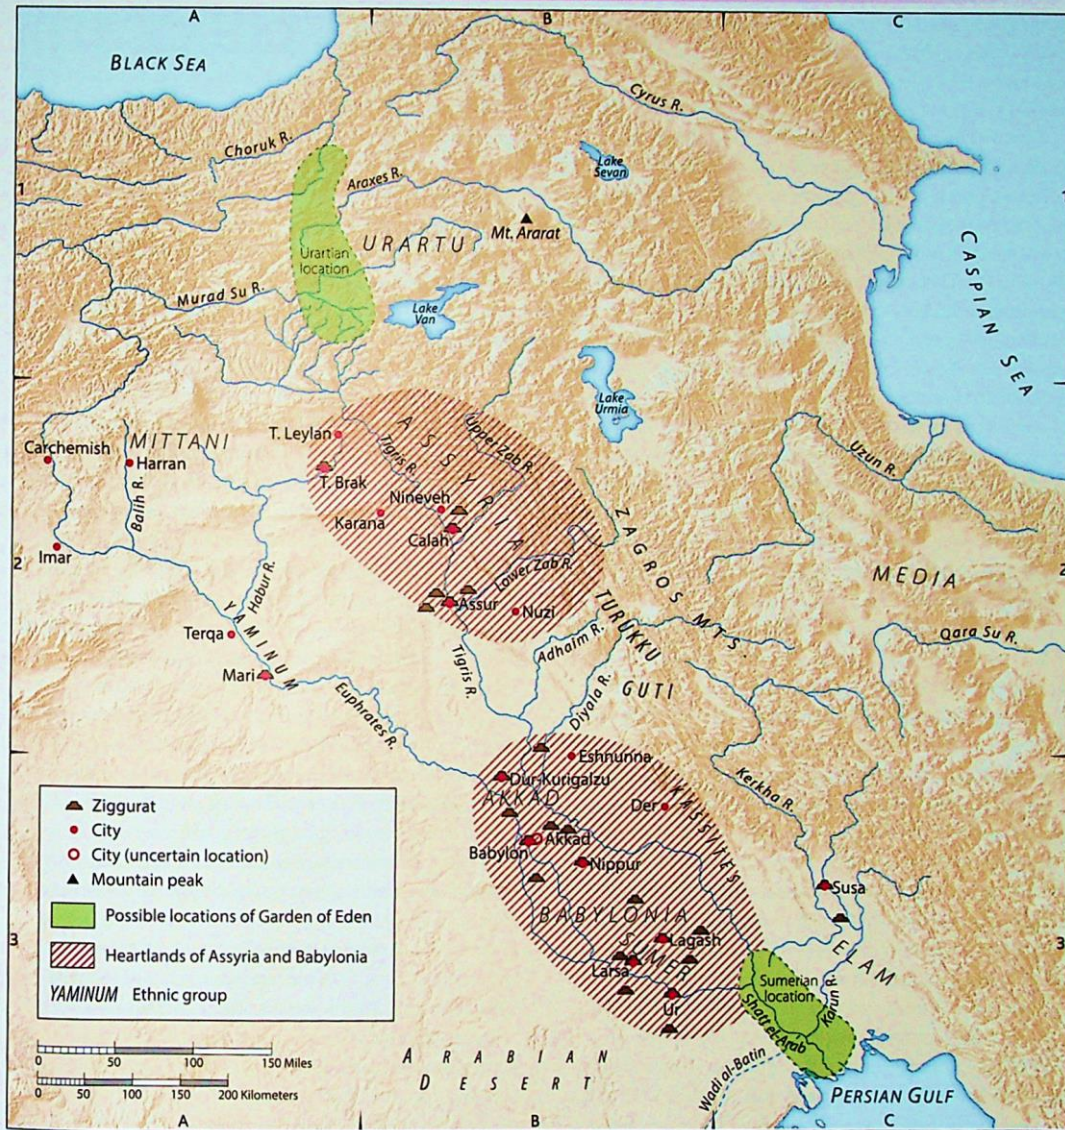 A
B
C
BLACK SEA
Cyrus R.
Choruk R.
Lake
Sevan
1
Araxes R.
Mt. Ararat
URARTU
Urartian
location
CASPIAN SEA
Murad Su R.
Lake
Van
Lake
Urmia
ASSYRIA
T. Leylan
Tigris R.
Upper Zab R.
Carchemish
MITTANI
Harran
Uzun R.
T. Brak
Balih R.
Nineveh
Karana
Calah
ZAGROS MTS.
Imar
2
2
Lower Zab R.
MEDIA
Habur R.
Assur
Nuzi
TURUKKU
YAMINUM
Terqa
Adhaim R.
Qara Su R.
Mari
Tigris R.
GUTI
Euphrates R.
Diyala R.
Eshnunna
Dur-Kurigalzu
AKKAD
Der
KASSITES
Kerkha R.
Ziggurat
City
City (uncertain location)
Mountain peak
Possible locations of Garden of Eden
Heartlands of Assyria and Babylonia
YAMINUM Ethnic group
Akkad
Babylon
Nippur
Susa
BABYLONIA
3
3
SUMER
Lagash
ELAM
Larsa
Sumerian
location
Ur
Karun R.
Shatt el-Arab
0 50 100 150 Miles
0 50 100 150 200 Kilometers
ARABIAN
DESERT
Wadi al-Batin
PERSIAN GULF
A
B
C